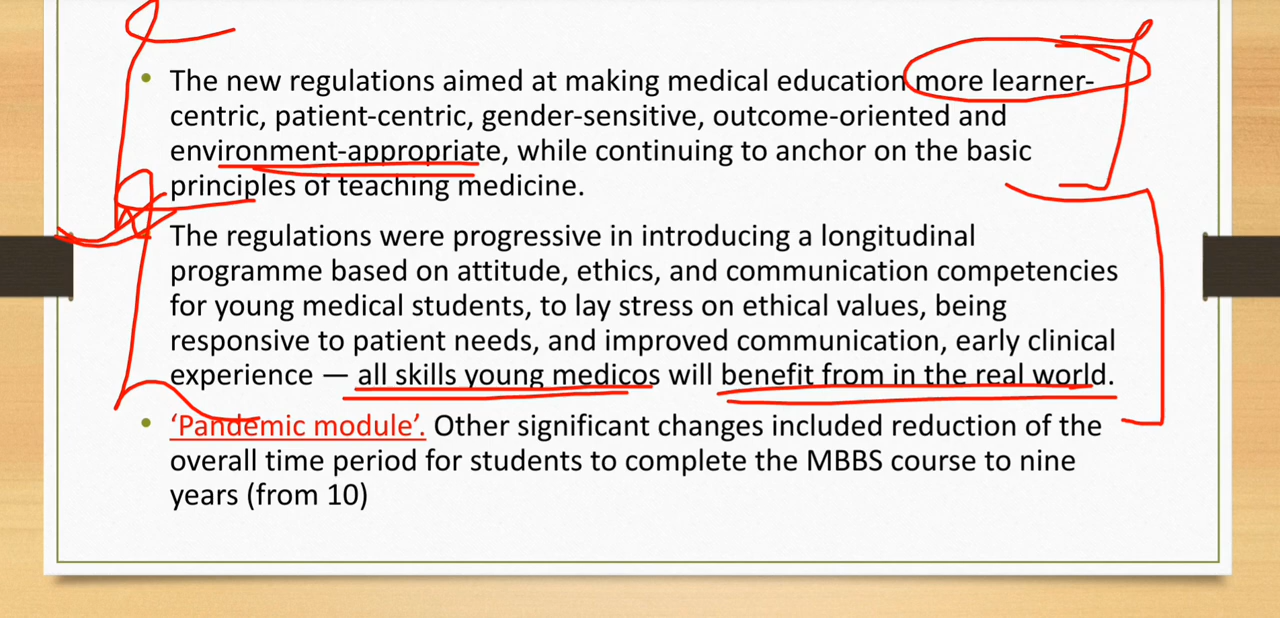 • The new regulations aimed at making medical education more learner-
centric, patient-centric, gender-sensitive, outcome-oriented and
environment-appropriate, while continuing to anchor on the basic
principles of teaching medicine.
The regulations were progressive in introducing a longitudinal
programme based on attitude, ethics, and communication competencies
for young medical students, to lay stress on ethical values, being
responsive to patient needs, and improved communication, early clinical
experience — all skills young medicos will benefit from in the real world.
• ‘Pandemic module’. Other significant changes included reduction of the
overall time period for students to complete the MBBS course to nine
years (from 10)